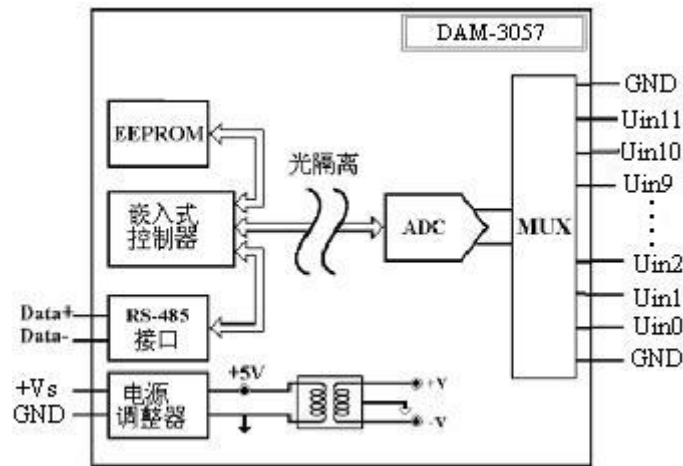 DAM-3057
EEPROM
嵌入式
控制器
光隔离
ADC
MUX
GND
Uin11
Uin10
Uin9
Uin2
Uin1
Uin0
GND
Data+
Data-
RS-485
接口
+Vs
GND
电源
调整器
+5V
+V
-V